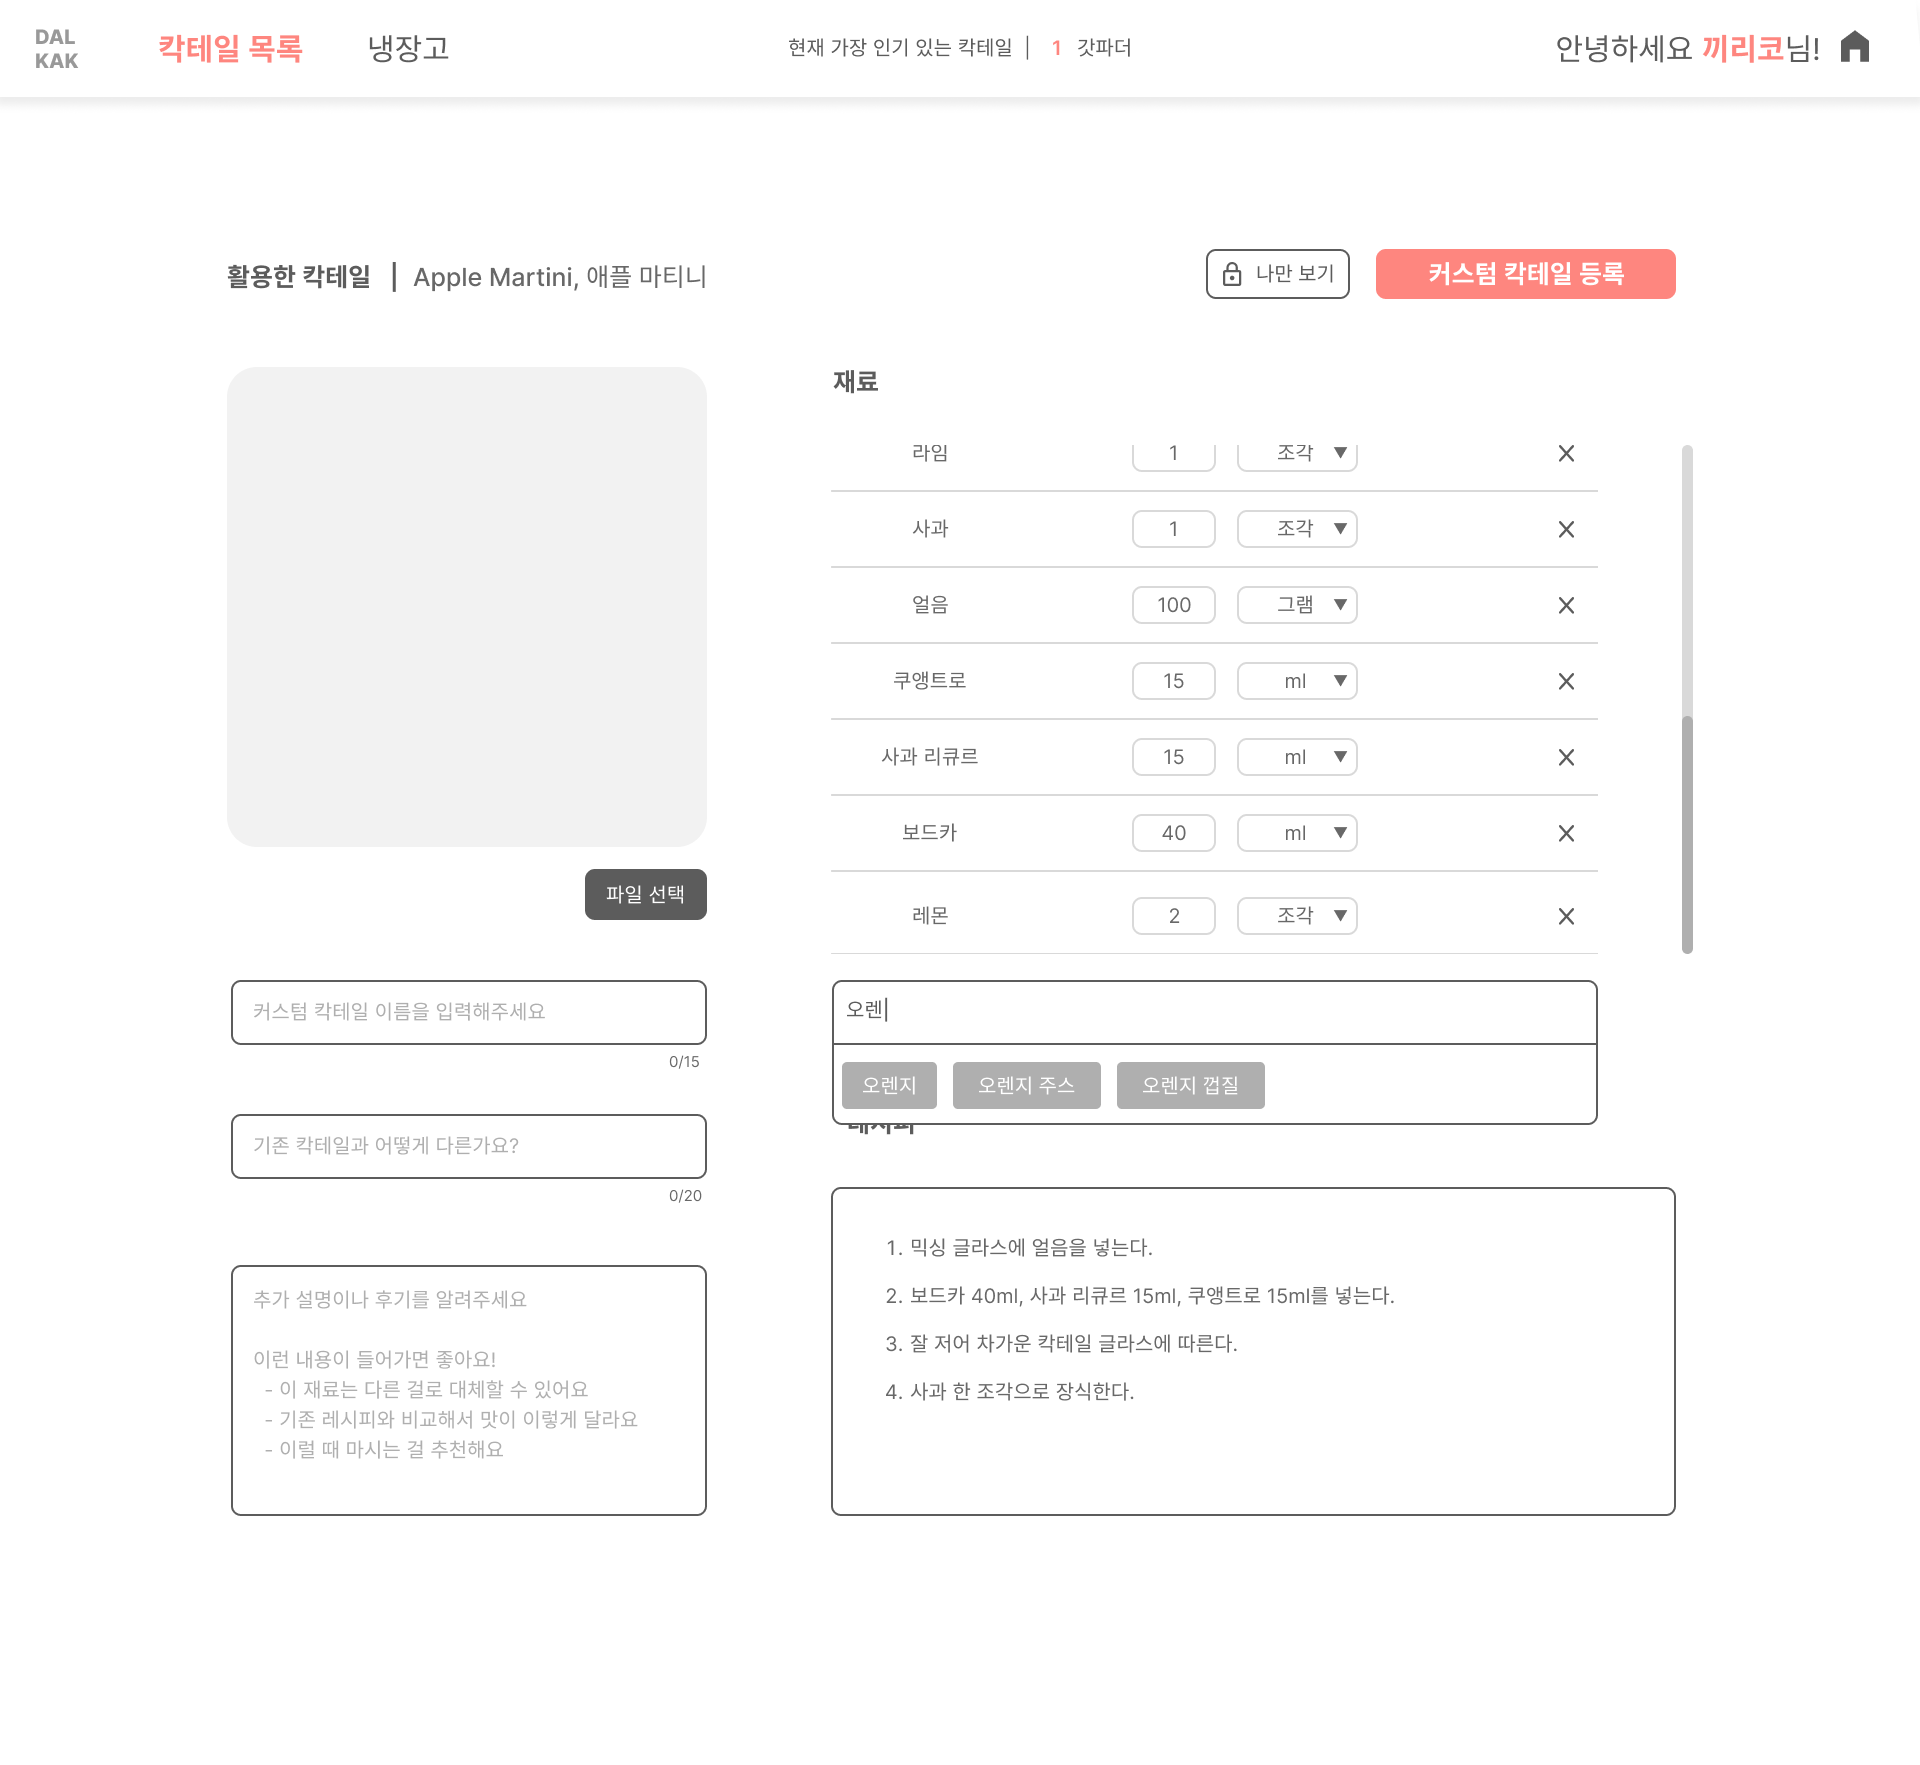 DAL
KAK
칵테일 목록
냉장고
현재 가장 인기 있는 칵테일 | 1 갓파더
안녕하세요 끼리코님!
활용한 칵테일 | Apple Martini, 애플 마티니
나만 보기
커스텀 칵테일 등록
파일 선택
커스텀 칵테일 이름을 입력해주세요
0/15
기존 칵테일과 어떻게 다른가요?
0/20
추가 설명이나 후기를 알려주세요
이런 내용이 들어가면 좋아요!
- 이 재료는 다른 걸로 대체할 수 있어요
- 기존 레시피와 비교해서 맛이 이렇게 달라요
- 이럴 때 마시는 걸 추천해요
재료
라임 1 조각 ▼
사과 1 조각 ▼
얼음 100 그램 ▼
쿠앵트로 15 ml ▼
사과 리큐르 15 ml ▼
보드카 40 ml ▼
레몬 2 조각 ▼
오렌
오렌지 오렌지 주스 오렌지 껍질
레시피
1. 믹싱 글라스에 얼음을 넣는다.
2. 보드카 40ml, 사과 리큐르 15ml, 쿠앵트로 15ml를 넣는다.
3. 잘 저어 차가운 칵테일 글라스에 따른다.
4. 사과 한 조각으로 장식한다.